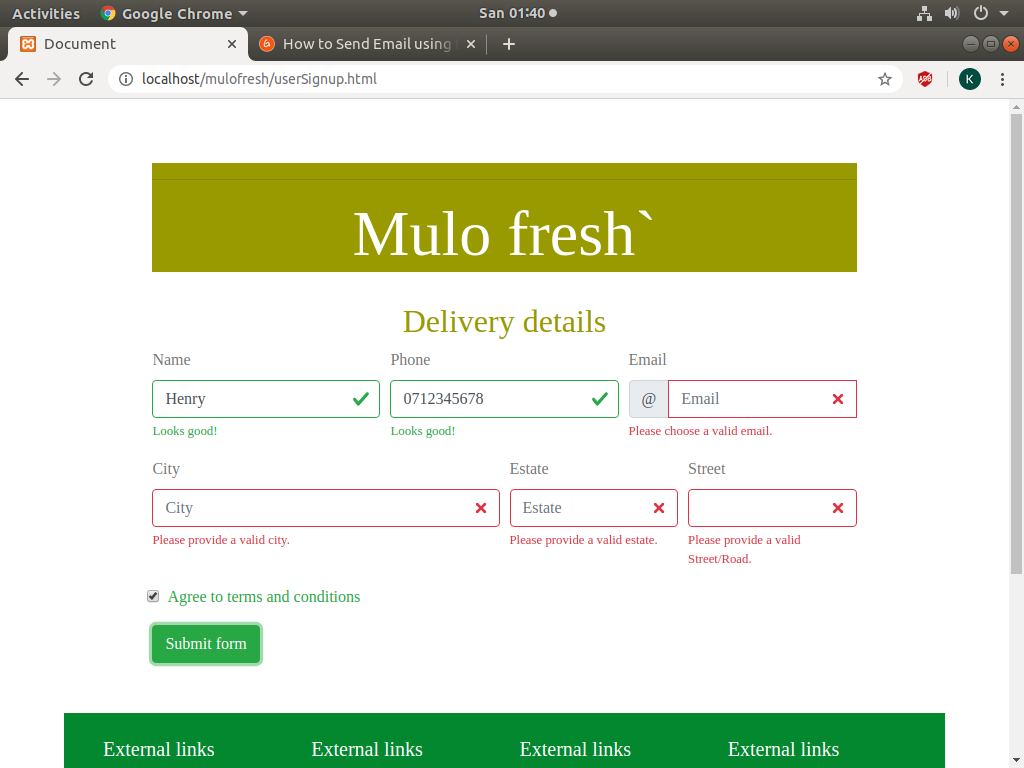 Activities Google Chrome San 01:40
Document How to Send Email using
localhost/mulofresh/userSignup.html ABP K
Mulo fresh`
Delivery details
Name Phone Email
Henry 0712345678 @ Email
Looks good! Looks good! Please choose a valid email.
City Estate Street
City Estate
Please provide a valid city. Please provide a valid estate. Please provide a valid
Street/Road.
Agree to terms and conditions
Submit form
External links External links External links External links